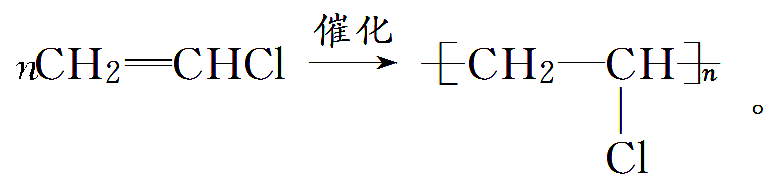 催化
nCH₂=CHCl ⟶ ⁅CH₂—CH⁆ₙ
|
Cl 。